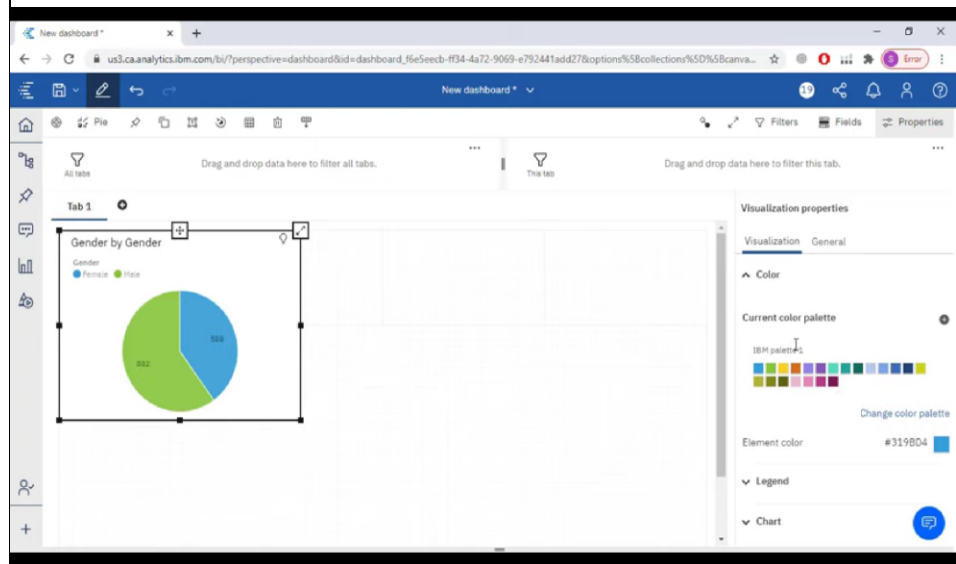 New dashboard * × +
us3.ca.analytics.ibm.com/bi/?perspective=dashboard&id=dashboard_f6e5eecb-ff34-4a72-9069-e792441add27&options%5Bcollections%5D%5Bcanva... S Error
New dashboard * 19
Pie Filters Fields Properties
All tabs Drag and drop data here to filter all tabs. This tab Drag and drop data here to filter this tab.
Tab 1
Gender by Gender
Gender
Female Male
Visualization properties
Visualization General
Color
Current color palette
IBM palette 1
Change color palette
Element color #319BD4
Legend
Chart